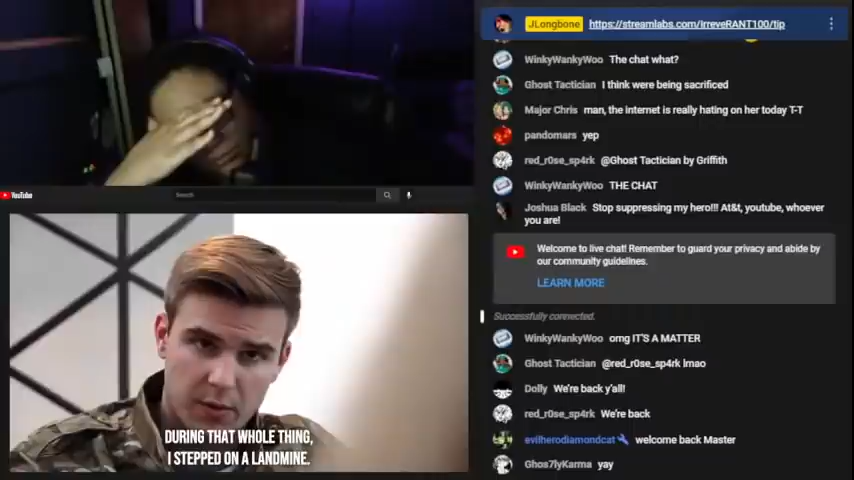 JLongbone https://streamlabs.com/IrreveRANT100/tip
WinkyWankyWoo The chat what?
Ghost Tactician I think were being sacrificed
Major Chris man, the internet is really hating on her today T-T
pandomars yep
red_r0se_sp4rk @Ghost Tactician by Griffith
WinkyWankyWoo THE CHAT
Joshua Black Stop suppressing my hero!!! At&t, youtube, whoever
you are!
Welcome to live chat! Remember to guard your privacy and abide by
our community guidelines.
LEARN MORE
Successfully connected.
WinkyWankyWoo omg IT'S A MATTER
Ghost Tactician @red_r0se_sp4rk lmao
Dolly We're back y'all!
red_r0se_sp4rk We're back
evilherodiamondcat welcome back Master
Ghos7lyKarma yay
YouTube
Search
DURING THAT WHOLE THING,
I STEPPED ON A LANDMINE.